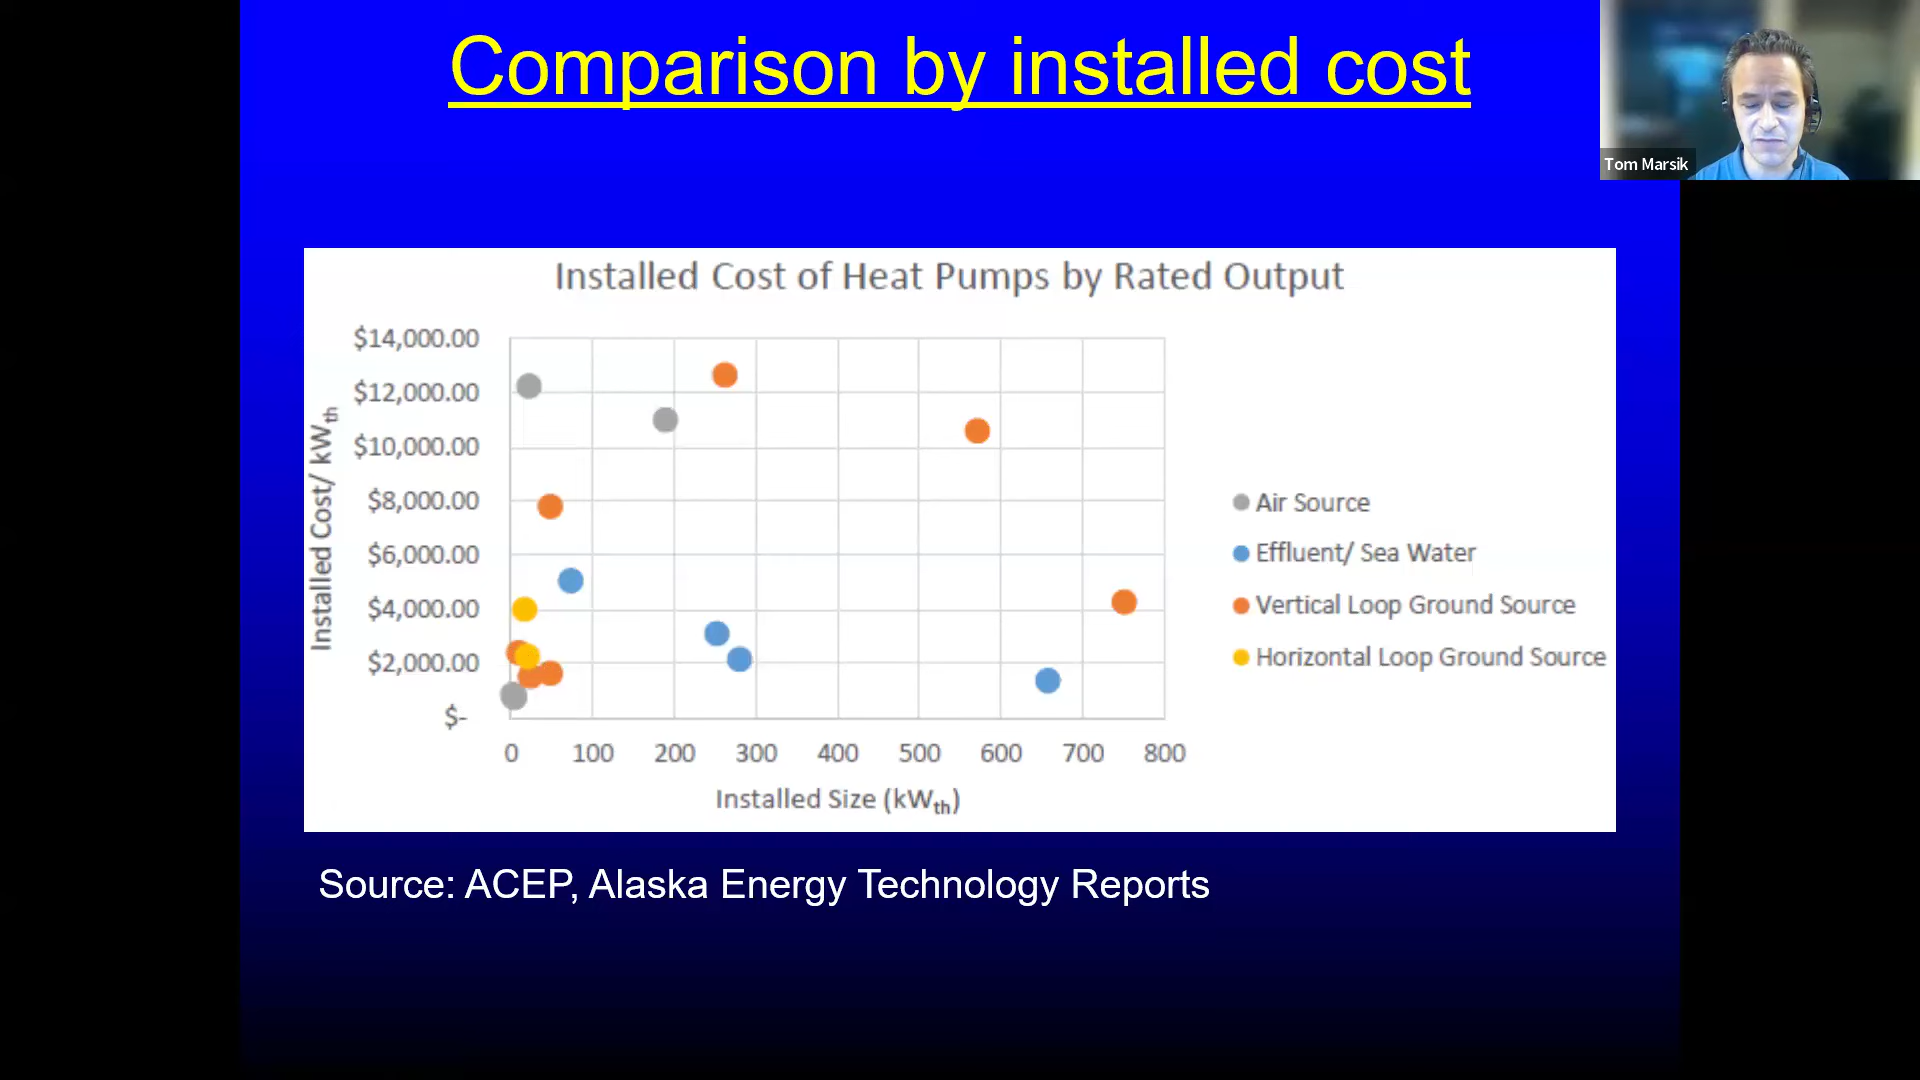 Comparison by installed cost
Tom Marsik
Installed Cost of Heat Pumps by Rated Output
Installed Cost/ kWth
$14,000.00
$12,000.00
$10,000.00
$8,000.00
$6,000.00
$4,000.00
$2,000.00
$-
0 100 200 300 400 500 600 700 800
Installed Size (kWth)
Air Source
Effluent/ Sea Water
Vertical Loop Ground Source
Horizontal Loop Ground Source
Source: ACEP, Alaska Energy Technology Reports